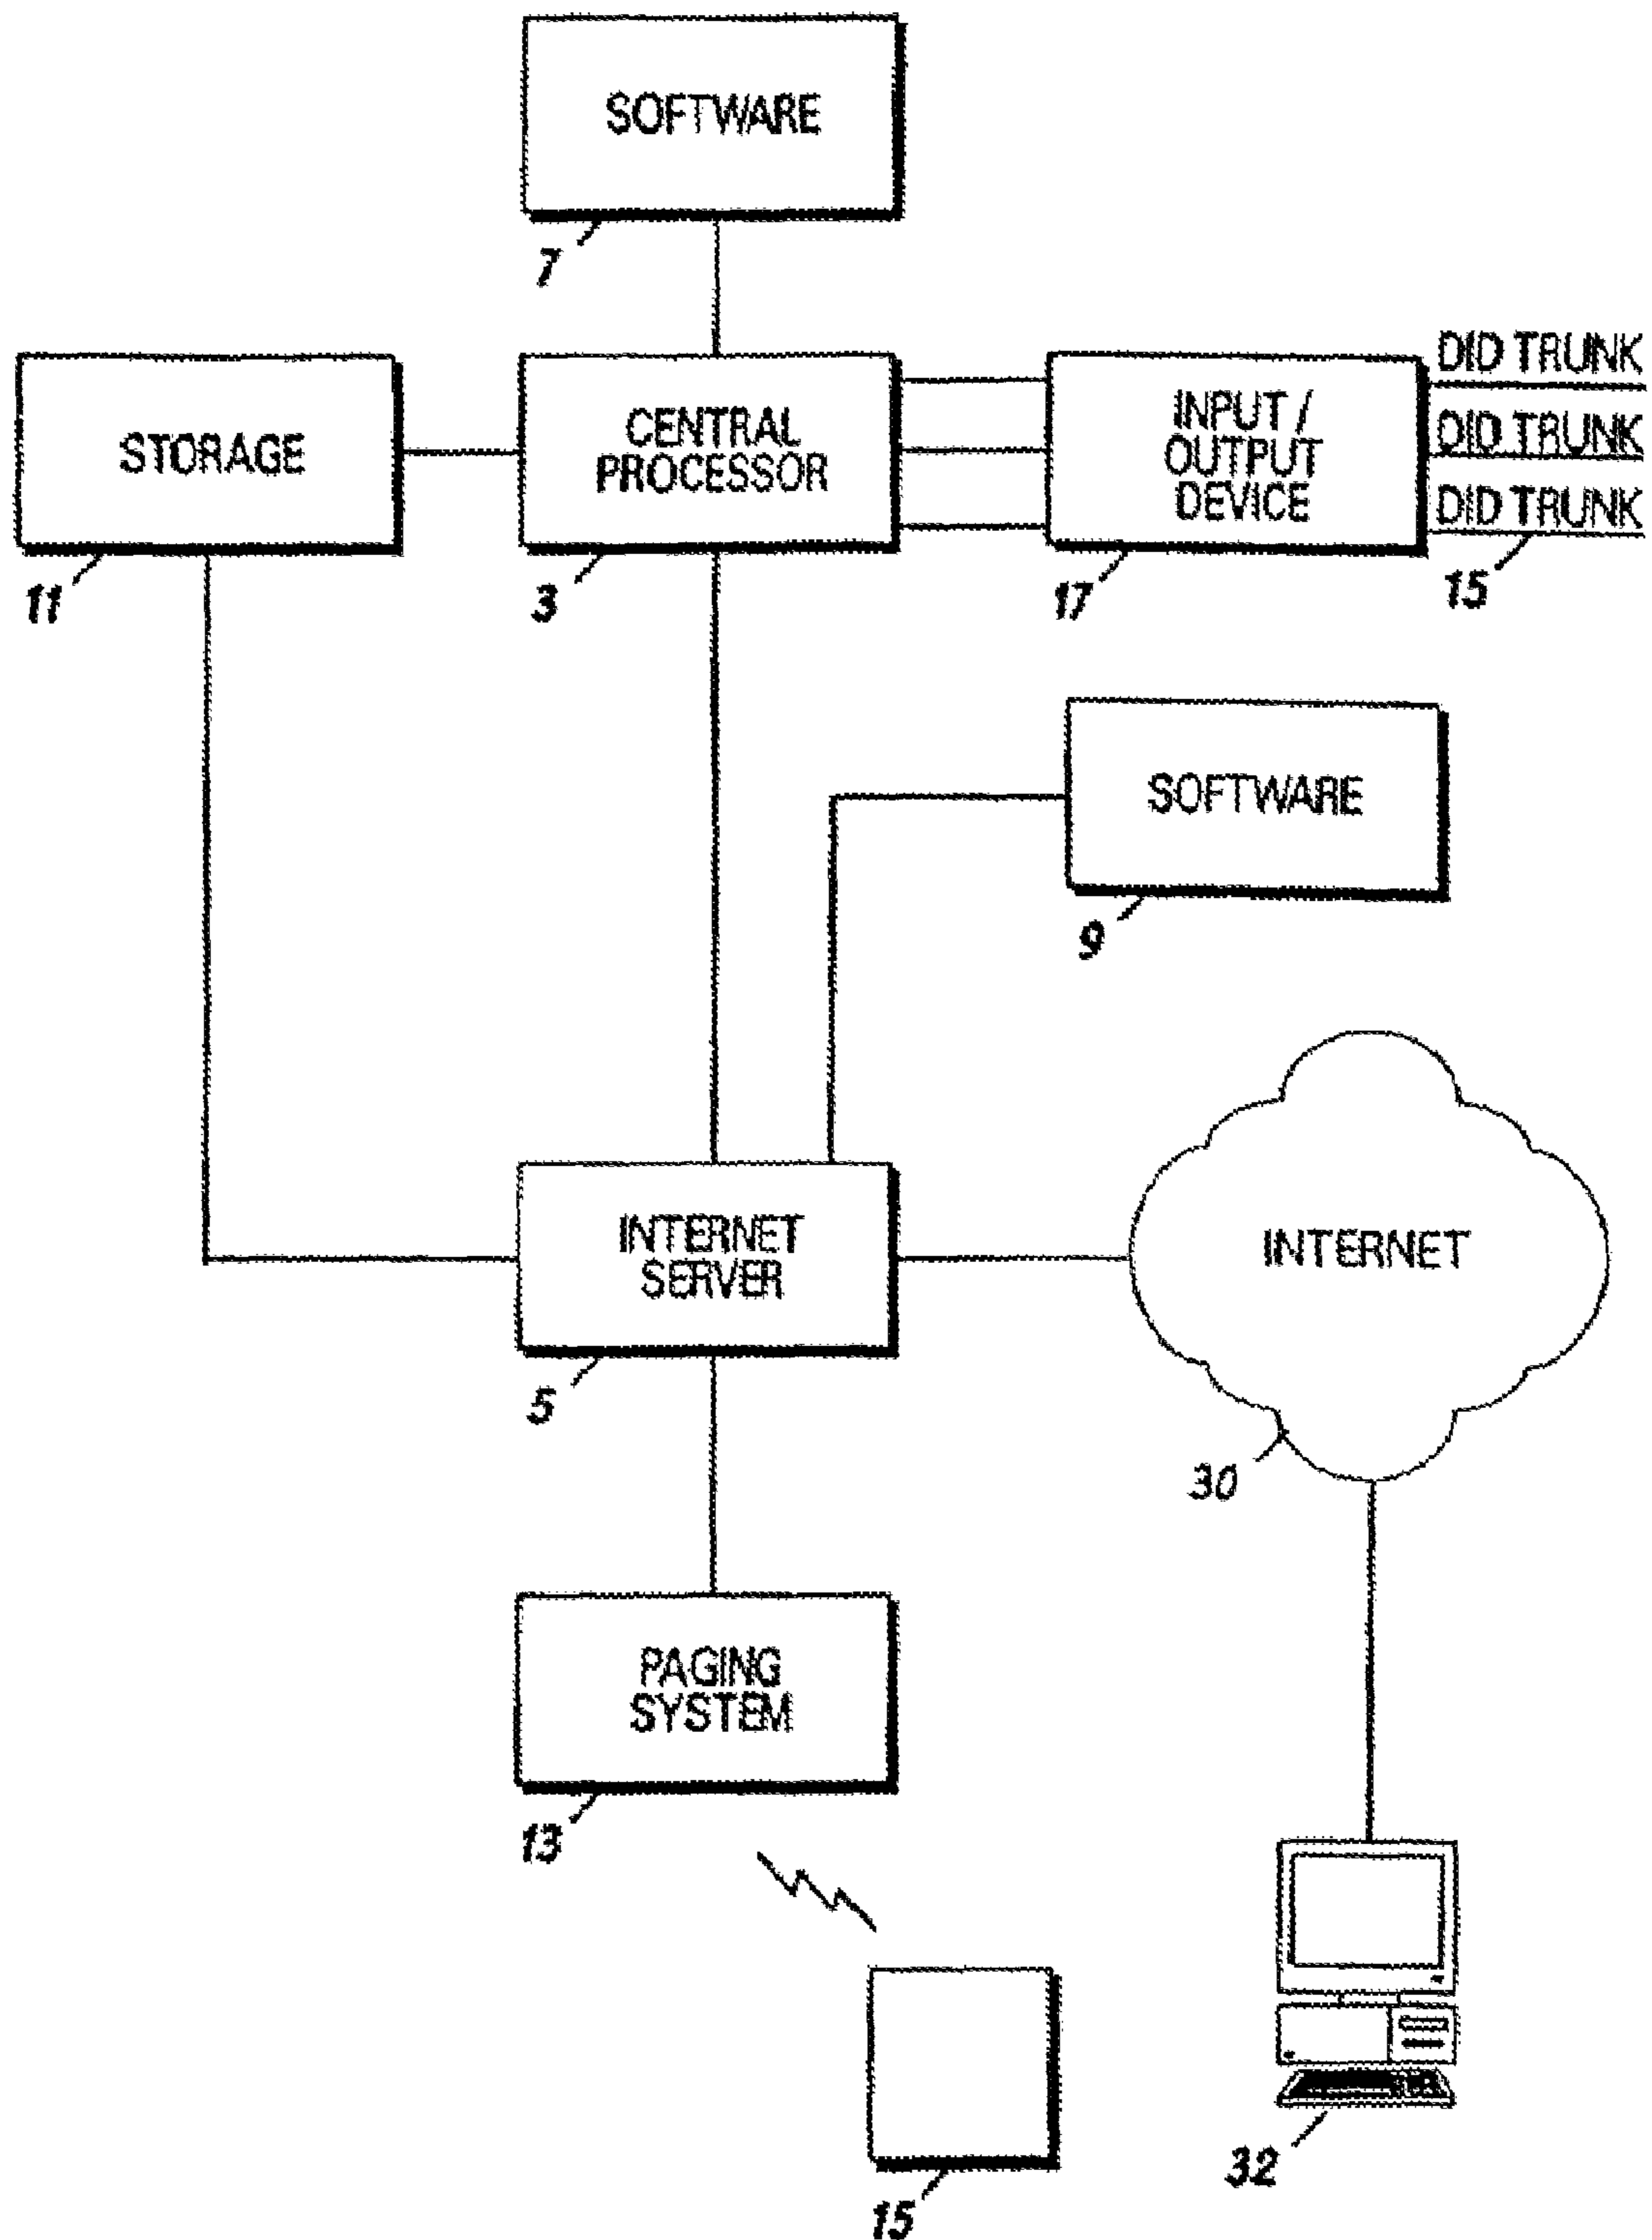 SOFTWARE
7
STORAGE
11
CENTRAL
PROCESSOR
3
INPUT /
OUTPUT
DEVICE
17
DID TRUNK
DID TRUNK
DID TRUNK
15
SOFTWARE
9
INTERNET
SERVER
5
INTERNET
30
PAGING
SYSTEM
13
15
32